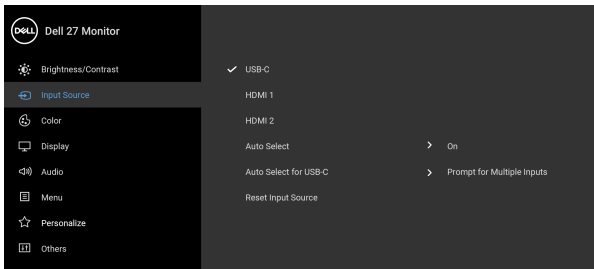 DELL Dell 27 Monitor
Brightness/Contrast
USB-C
Input Source
HDMI 1
Color
HDMI 2
Display
Auto Select
On
Audio
Auto Select for USB-C
Prompt for Multiple Inputs
Menu
Reset Input Source
Personalize
Others